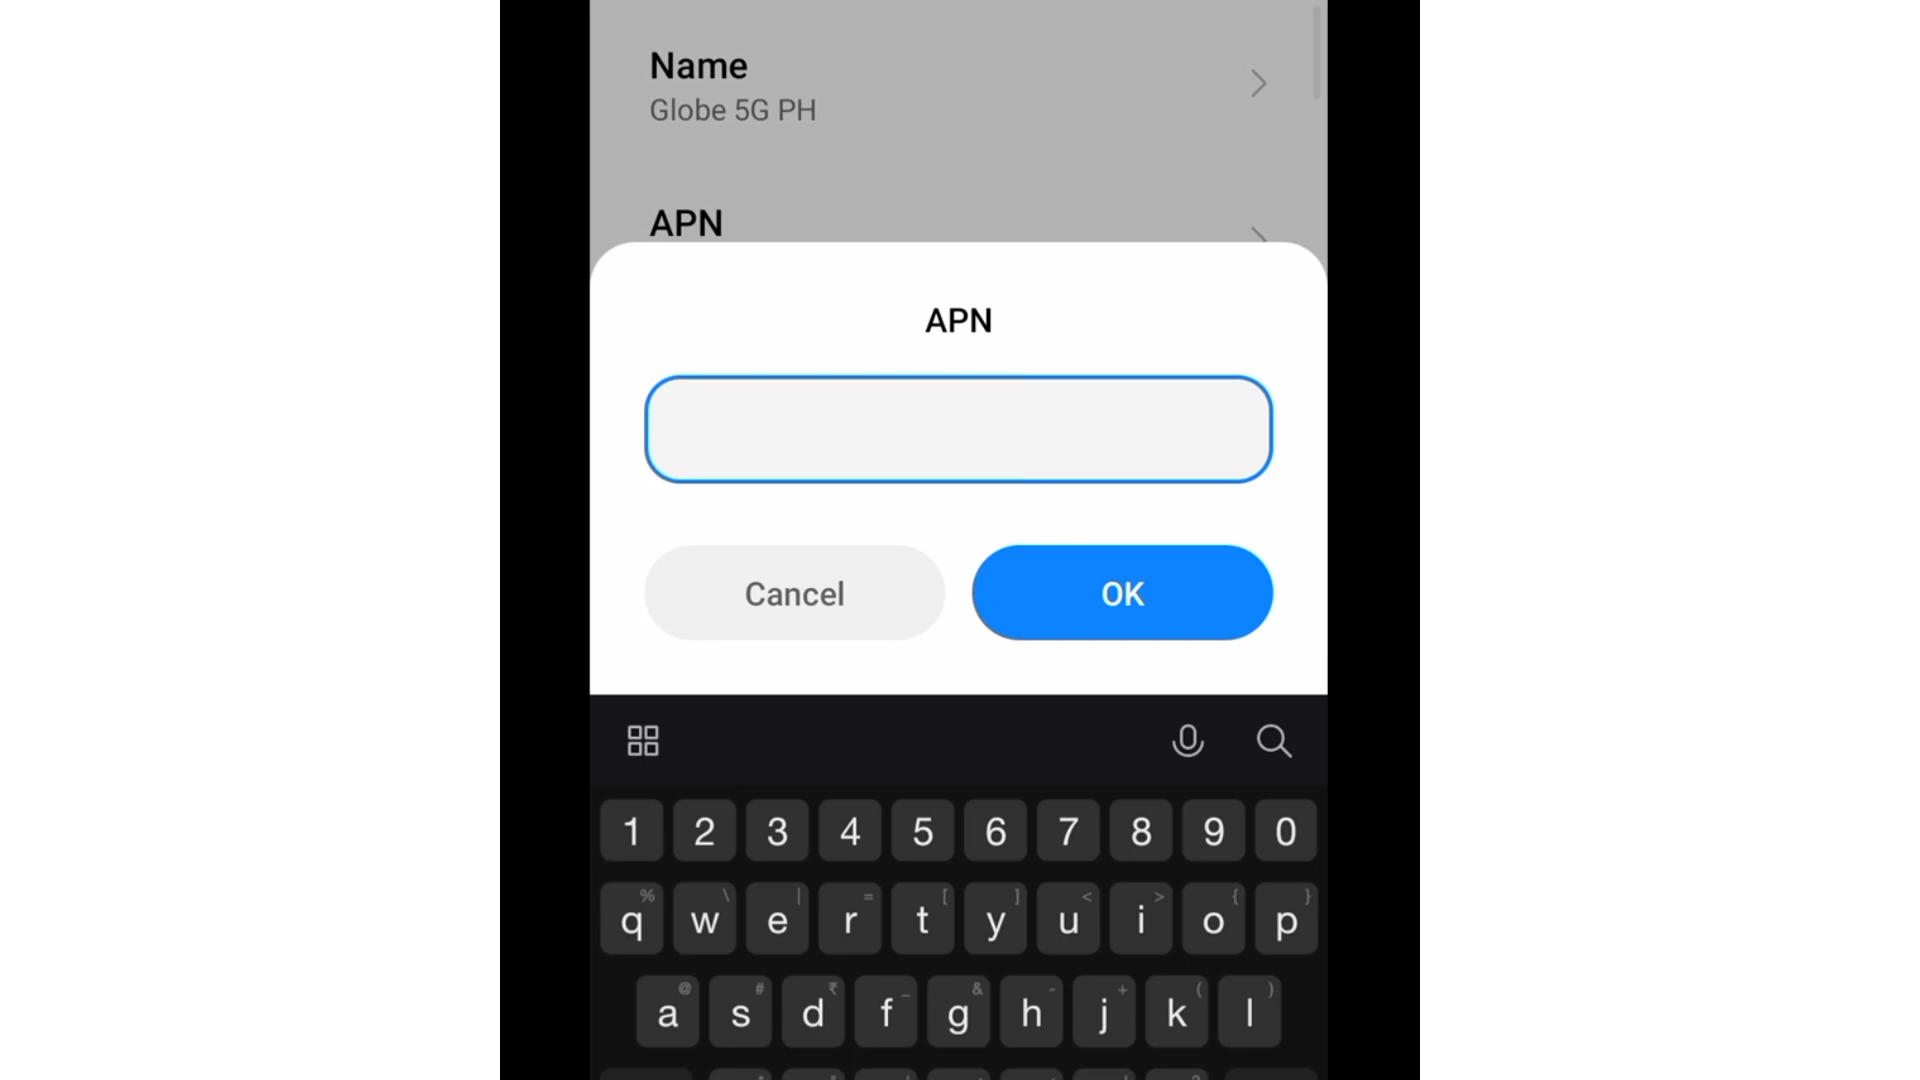 Name
Globe 5G PH
APN
APN
Cancel
OK
1 2 3 4 5 6 7 8 9 0
% \ | = [ ] < > { }
q w e r t y u i o p
@ # ₹ _ & - + ( )
a s d f g h j k l